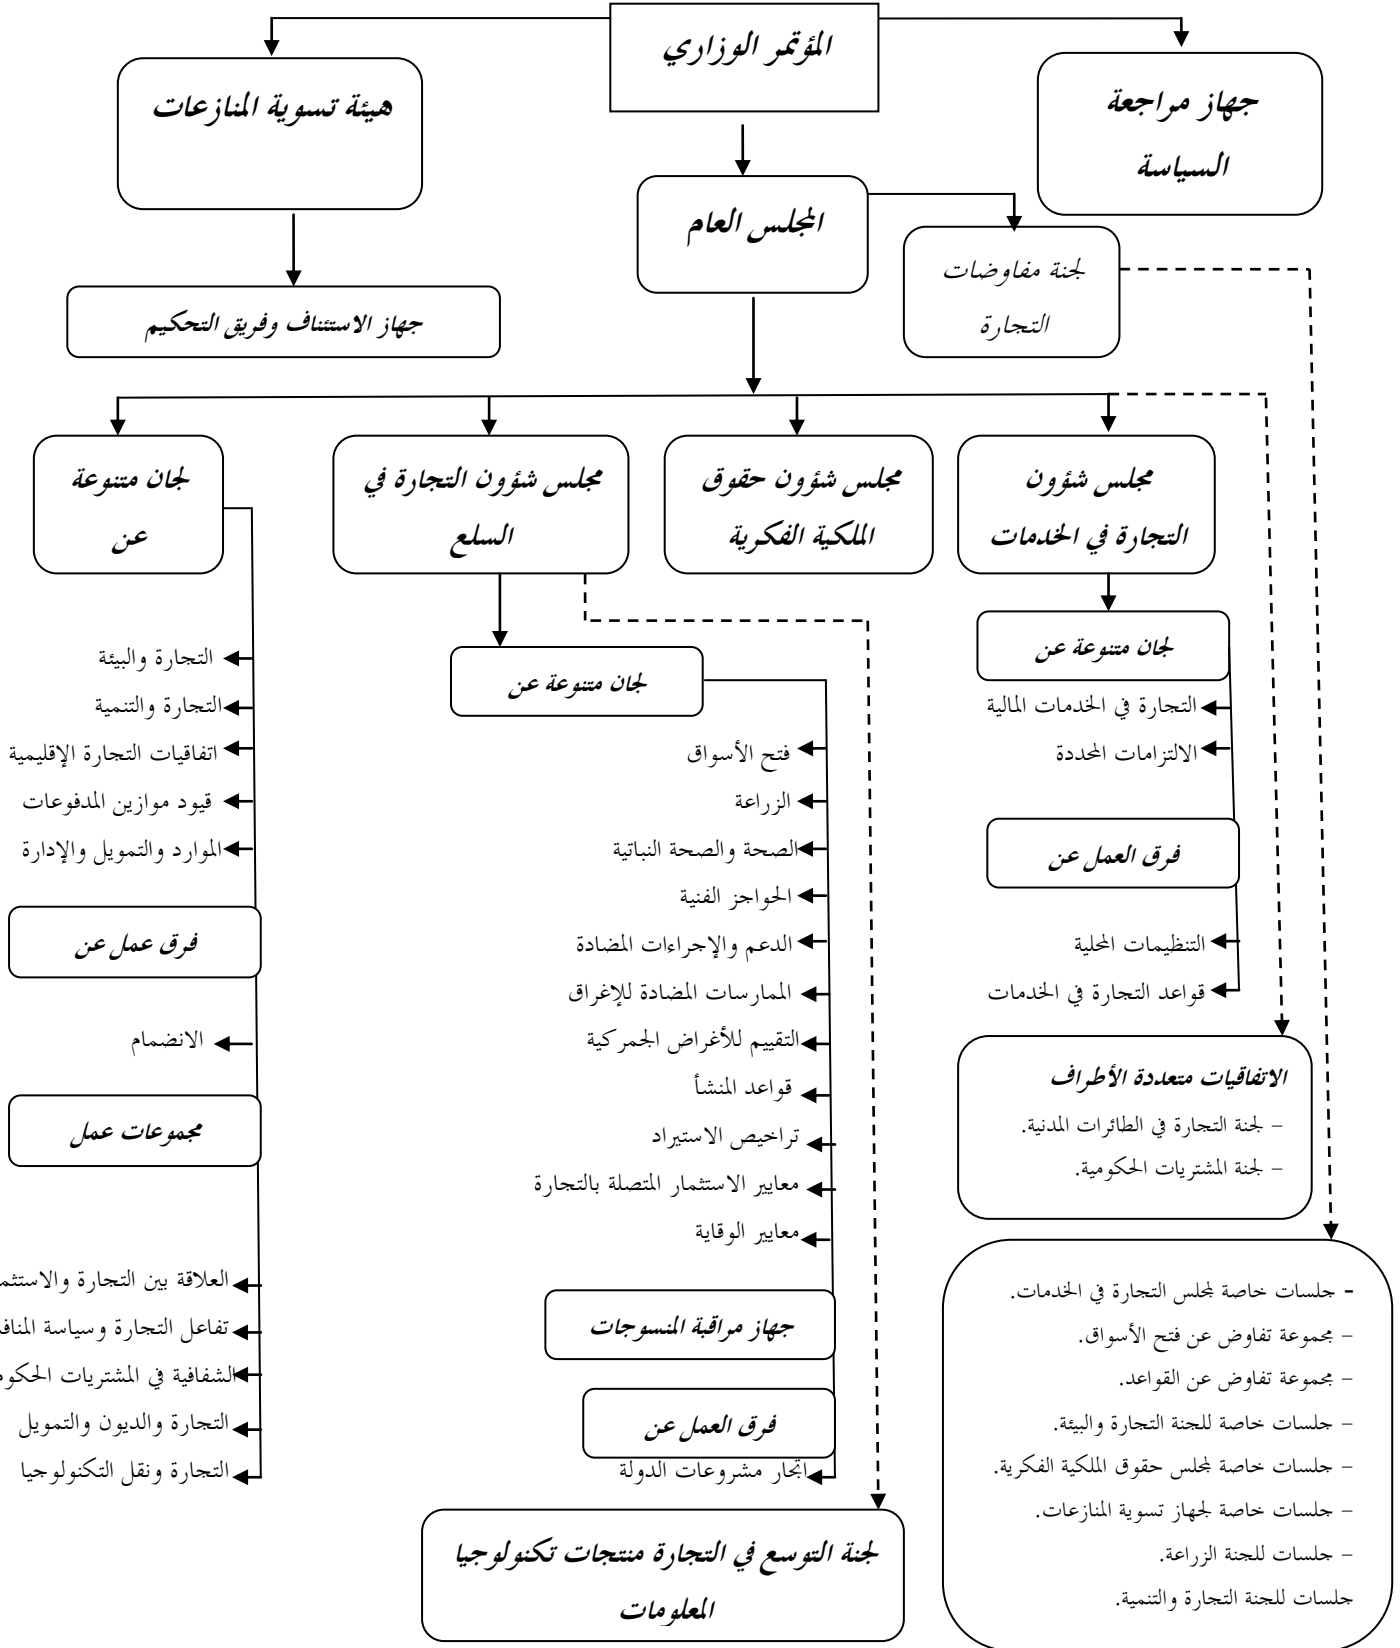 المؤتمر الوزاري
جهاز مراجعة
السياسة
هيئة تسوية المنازعات
المجلس العام
لجنة مفاوضات
التجارة
جهاز الاستئناف وفريق التحكيم
مجلس شؤون
التجارة في الخدمات
مجلس شؤون حقوق
الملكية الفكرية
مجلس شؤون التجارة في
السلع
لجان متنوعة
عن
لجان متنوعة عن
التجارة في الخدمات المالية
الالتزامات المحددة
فرق العمل عن
التنظيمات المحلية
قواعد التجارة في الخدمات
الاتفاقيات متعددة الأطراف
– لجنة التجارة في الطائرات المدنية.
– لجنة المشتريات الحكومية.
- جلسات خاصة لمجلس التجارة في الخدمات.
– مجموعة تفاوض عن فتح الأسواق.
– مجموعة تفاوض عن القواعد.
– جلسات خاصة للجنة التجارة والبيئة.
– جلسات خاصة لمجلس حقوق الملكية الفكرية.
– جلسات خاصة لجهاز تسوية المنازعات.
– جلسات للجنة الزراعة.
جلسات للجنة التجارة والتنمية.
لجان متنوعة عن
فتح الأسواق
الزراعة
الصحة والصحة النباتية
الحواجز الفنية
الدعم والإجراءات المضادة
الممارسات المضادة للإغراق
التقييم للأغراض الجمركية
قواعد المنشأ
تراخيص الاستيراد
معايير الاستثمار المتصلة بالتجارة
معايير الوقاية
جهاز مراقبة المنسوجات
فرق العمل عن
اتجار مشروعات الدولة
لجنة التوسع في التجارة منتجات تكنولوجيا
المعلومات
التجارة والبيئة
التجارة والتنمية
اتفاقيات التجارة الإقليمية
قيود موازين المدفوعات
الموارد والتمويل والإدارة
فرق عمل عن
الانضمام
مجموعات عمل
العلاقة بين التجارة
تفاعل التجارة وسياسة
الشفافية في المشتريات
التجارة والديون والتمويل
التجارة ونقل التكنولوجيا